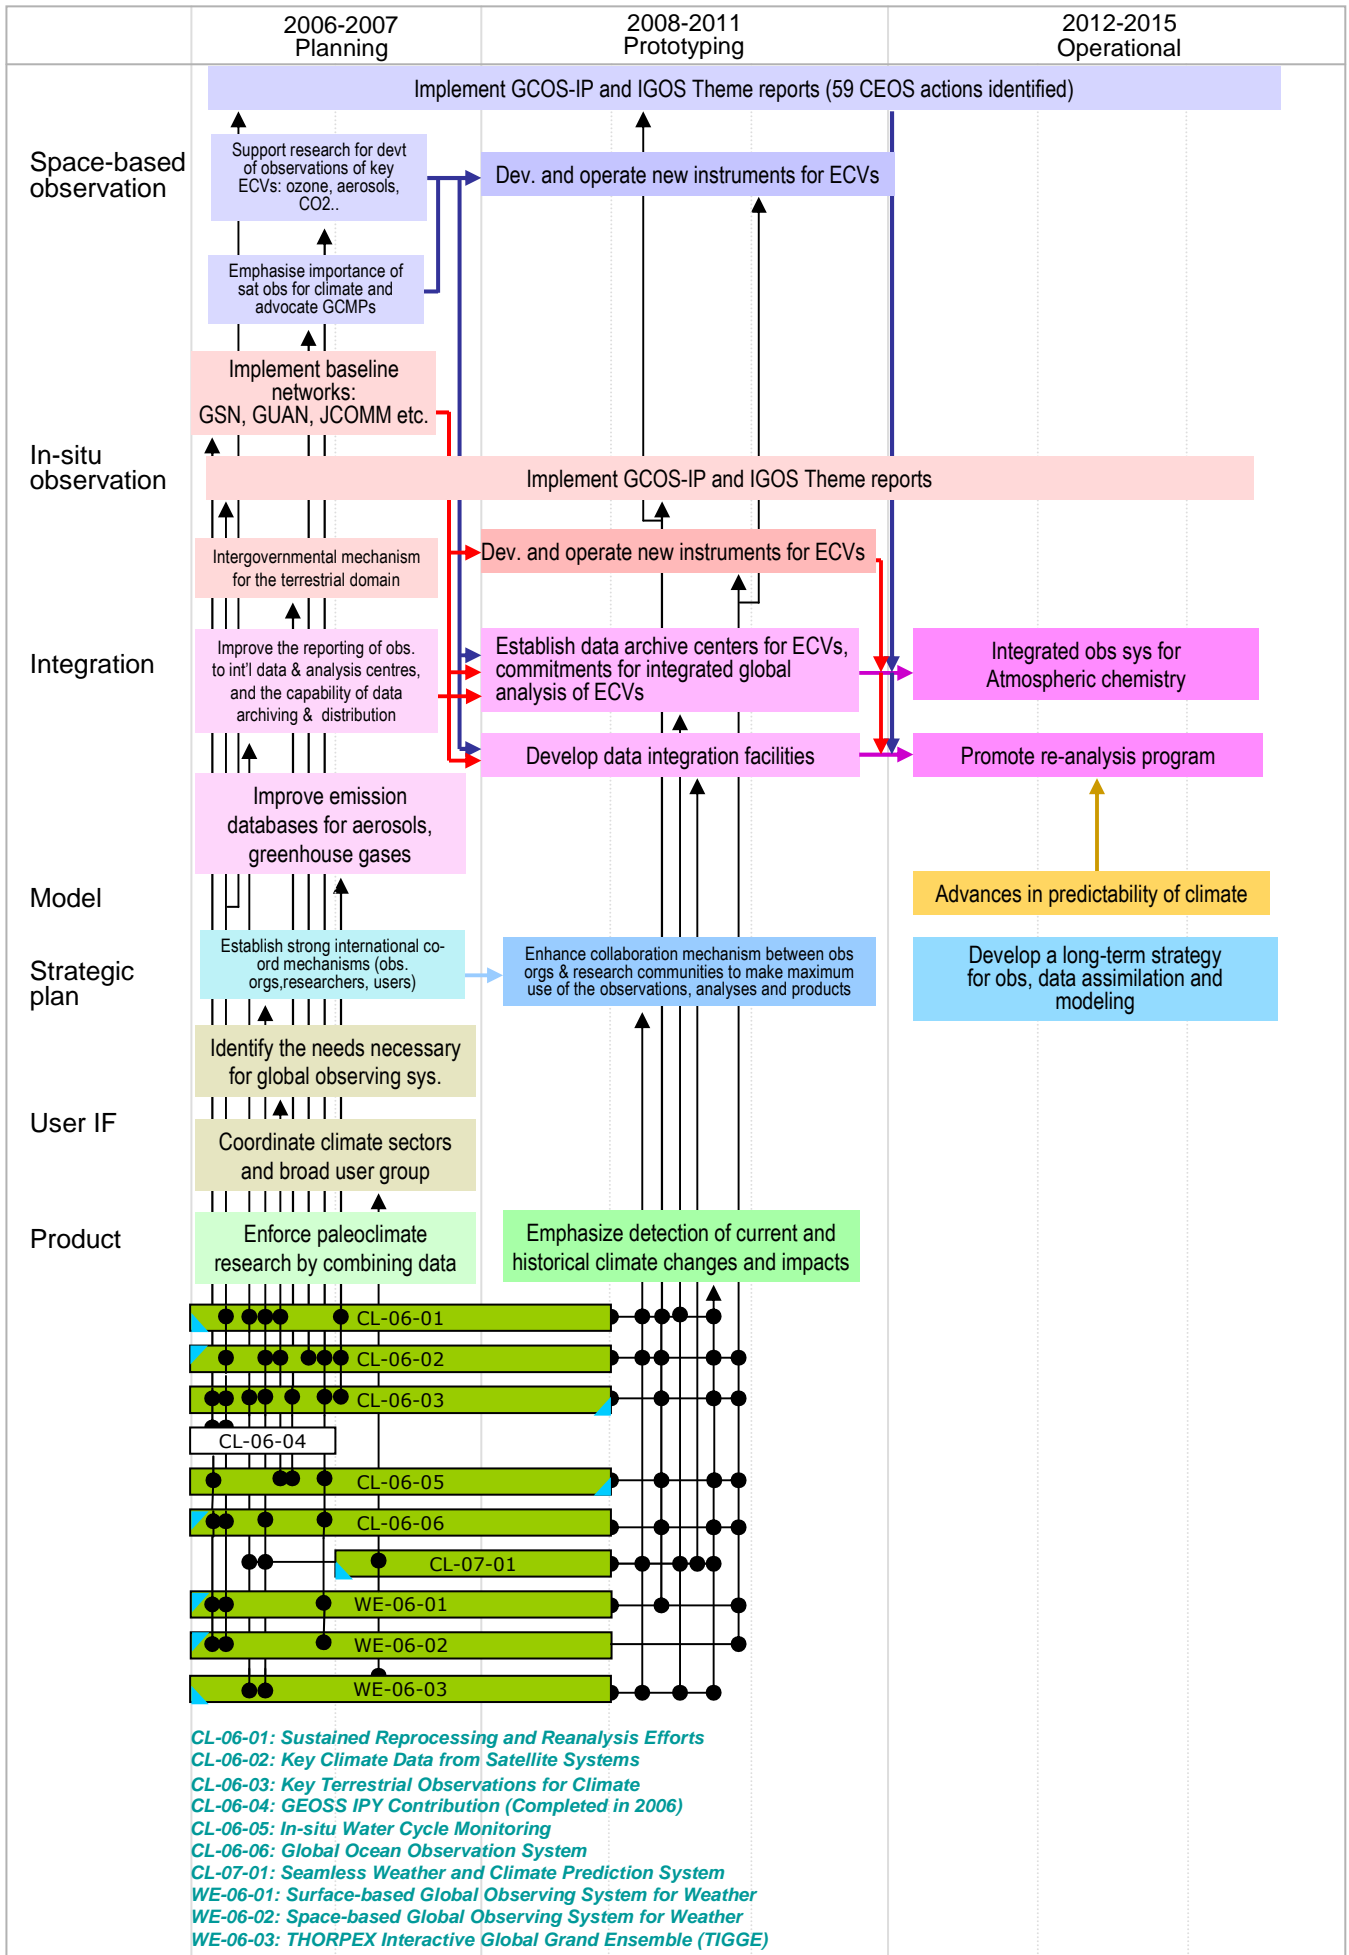 2006-2007
Planning
2008-2011
Prototyping
2012-2015
Operational
Implement GCOS-IP and IGOS Theme reports (59 CEOS actions identified)
Space-based
observation
Support research for devt
of observations of key
ECVs: ozone, aerosols,
CO2..
Dev. and operate new instruments for ECVs
Emphasise importance of
sat obs for climate and
advocate GCMPs
Implement baseline
networks:
GSN, GUAN, JCOMM etc.
In-situ
observation
Implement GCOS-IP and IGOS Theme reports
Intergovernmental mechanism
for the terrestrial domain
Dev. and operate new instruments for ECVs
Integration
Improve the reporting of obs.
to int'l data & analysis centres,
and the capability of data
archiving & distribution
Establish data archive centers for ECVs,
commitments for integrated global
analysis of ECVs
Integrated obs sys for
Atmospheric chemistry
Develop data integration facilities
Promote re-analysis program
Improve emission
databases for aerosols,
greenhouse gases
Model
Advances in predictability of climate
Strategic
plan
Establish strong international co-
ord mechanisms (obs.
orgs,researchers, users)
Enhance collaboration mechanism between obs
orgs & research communities to make maximum
use of the observations, analyses and products
Develop a long-term strategy
for obs, data assimilation and
modeling
Identify the needs necessary
for global observing sys.
User IF
Coordinate climate sectors
and broad user group
Product
Enforce paleoclimate
research by combining data
Emphasize detection of current and
historical climate changes and impacts
CL-06-01
CL-06-02
CL-06-03
CL-06-04
CL-06-05
CL-06-06
CL-07-01
WE-06-01
WE-06-02
WE-06-03
CL-06-01: Sustained Reprocessing and Reanalysis Efforts
CL-06-02: Key Climate Data from Satellite Systems
CL-06-03: Key Terrestrial Observations for Climate
CL-06-04: GEOSS IPY Contribution (Completed in 2006)
CL-06-05: In-situ Water Cycle Monitoring
CL-06-06: Global Ocean Observation System
CL-07-01: Seamless Weather and Climate Prediction System
WE-06-01: Surface-based Global Observing System for Weather
WE-06-02: Space-based Global Observing System for Weather
WE-06-03: THORPEX Interactive Global Grand Ensemble (TIGGE)